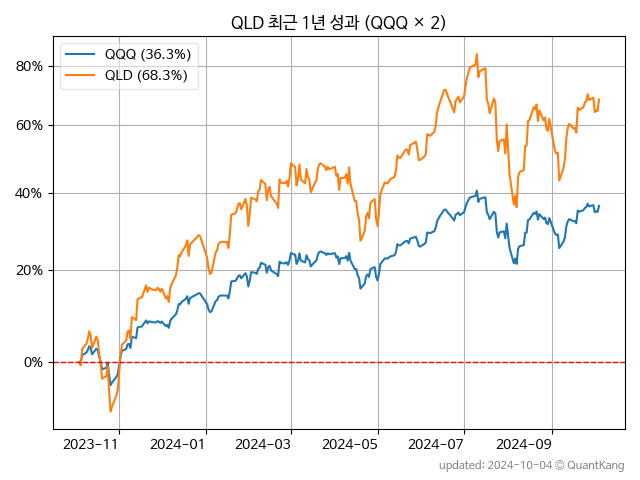 QLD 최근 1년 성과 (QQQ × 2)
QQQ (36.3%)
QLD (68.3%)
80%
60%
40%
20%
0%
2023-11
2024-01
2024-03
2024-05
2024-07
2024-09
updated: 2024-10-04 © QuantKang